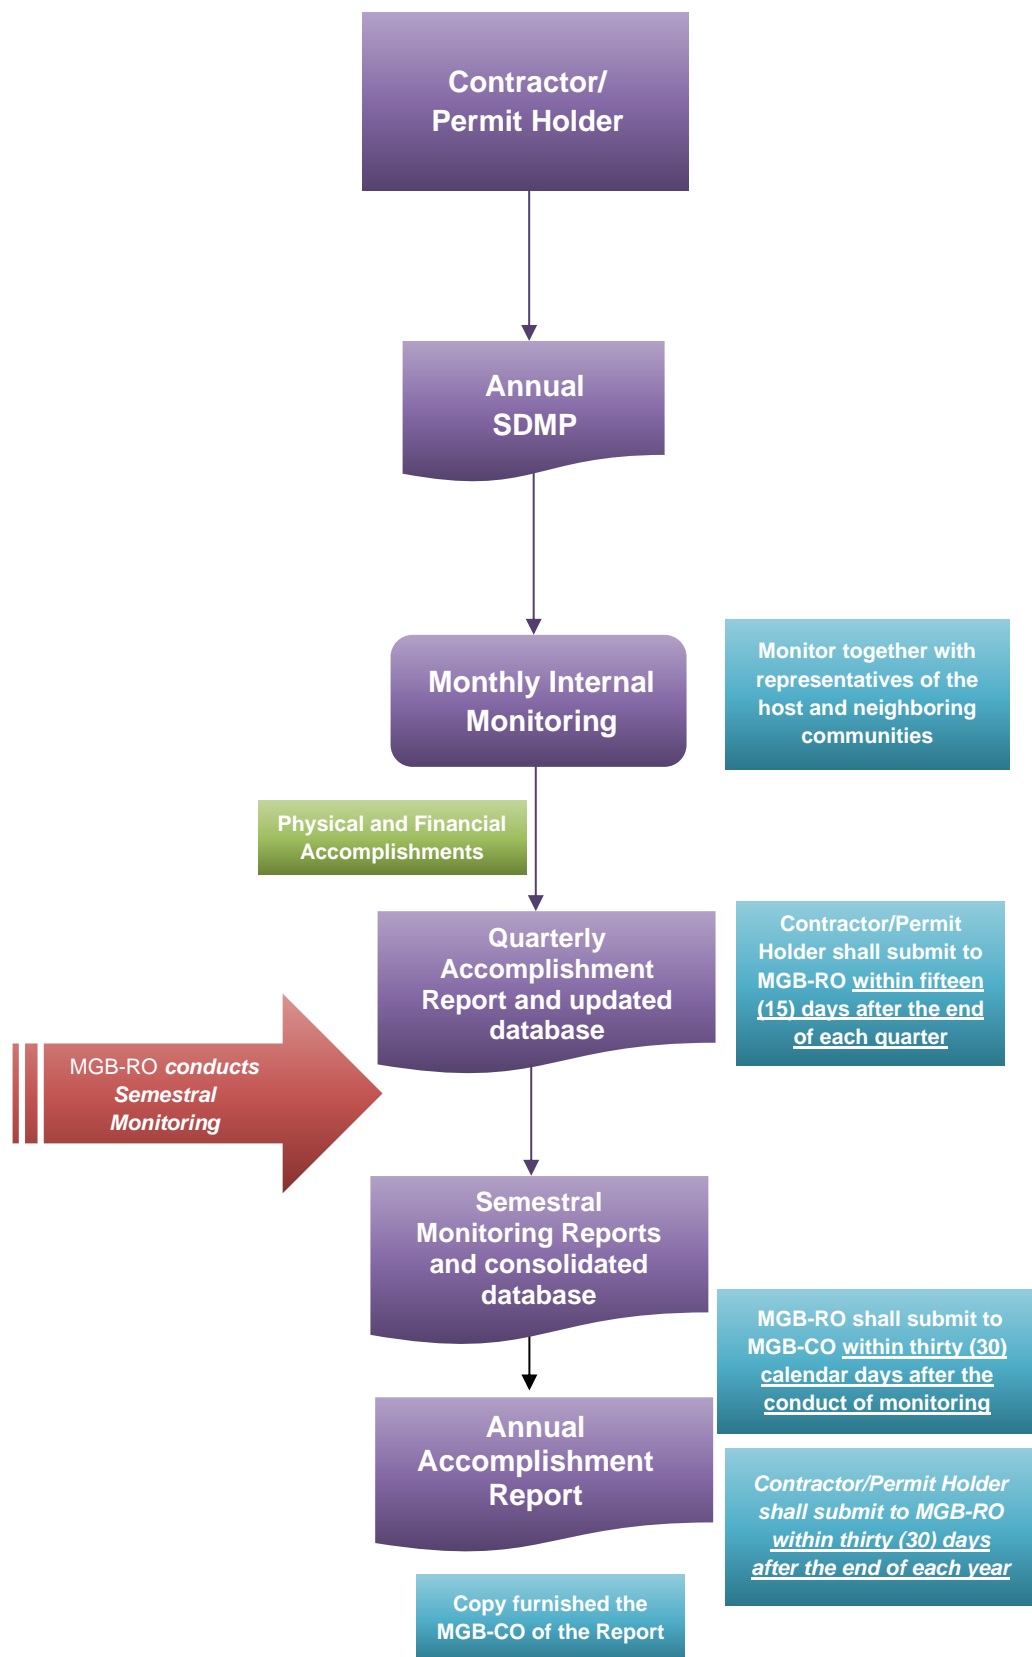 Contractor/
Permit Holder
Annual
SDMP
Monthly Internal
Monitoring
Monitor together with
representatives of the
host and neighboring
communities
Physical and Financial
Accomplishments
Quarterly
Accomplishment
Report and updated
database
Contractor/Permit
Holder shall submit to
MGB-RO within fifteen
(15) days after the end
of each quarter
MGB-RO conducts
Semestral
Monitoring
Semestral
Monitoring Reports
and consolidated
database
MGB-RO shall submit to
MGB-CO within thirty (30)
calendar days after the
conduct of monitoring
Annual
Accomplishment
Report
Contractor/Permit Holder
shall submit to MGB-RO
within thirty (30) days
after the end of each year
Copy furnished the
MGB-CO of the Report